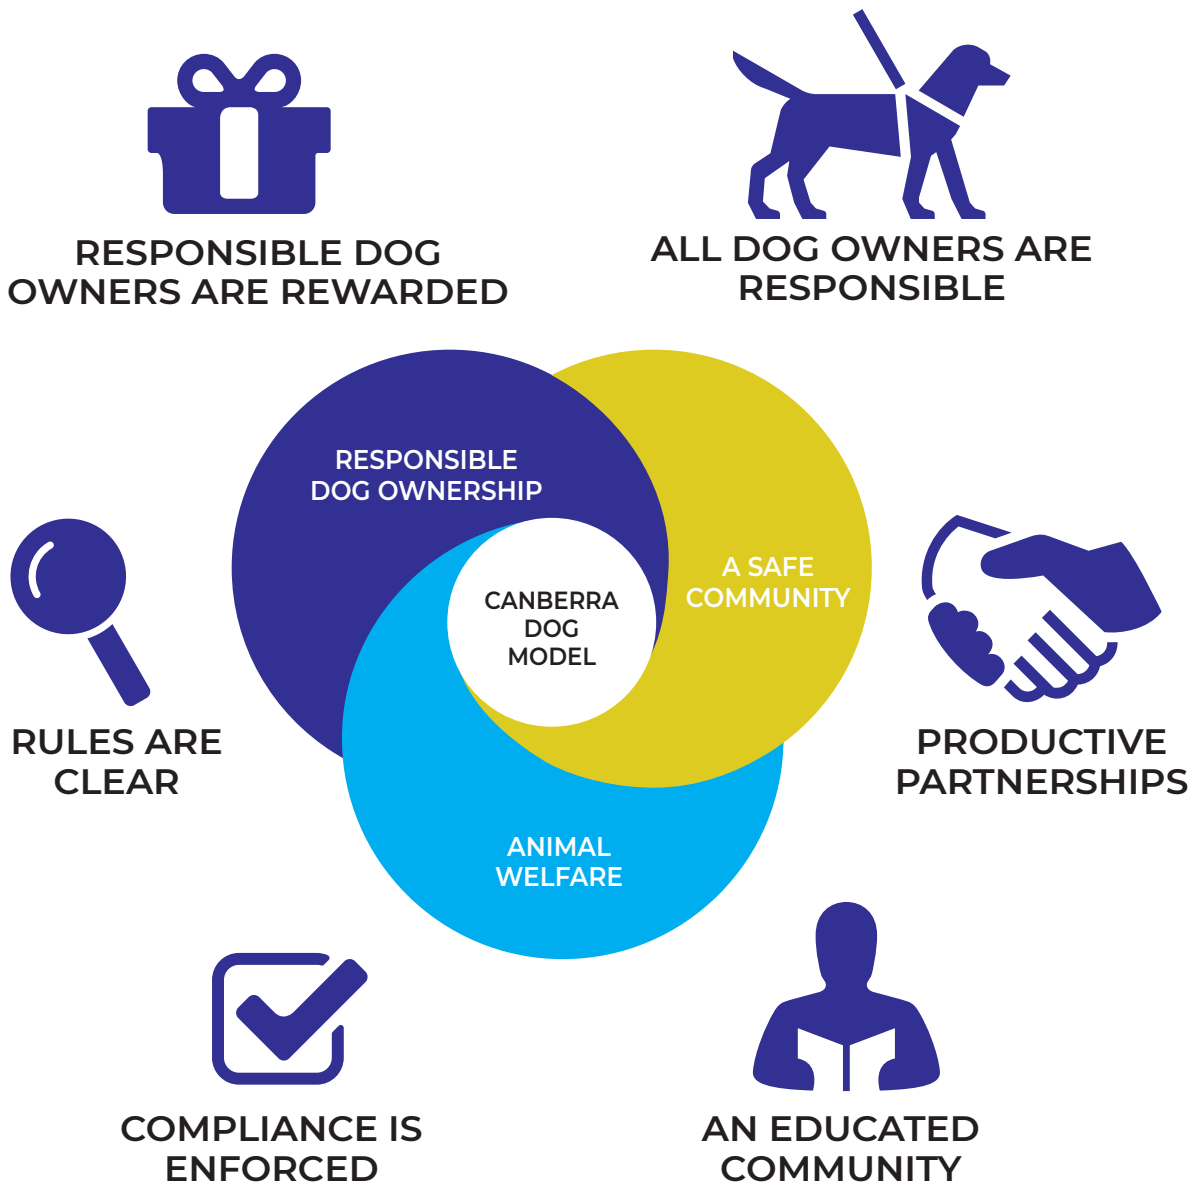 RESPONSIBLE DOG
OWNERS ARE REWARDED
ALL DOG OWNERS ARE
RESPONSIBLE
RESPONSIBLE
DOG OWNERSHIP
A SAFE
COMMUNITY
CANBERRA
DOG
MODEL
RULES ARE
CLEAR
PRODUCTIVE
PARTNERSHIPS
ANIMAL
WELFARE
COMPLIANCE IS
ENFORCED
AN EDUCATED
COMMUNITY